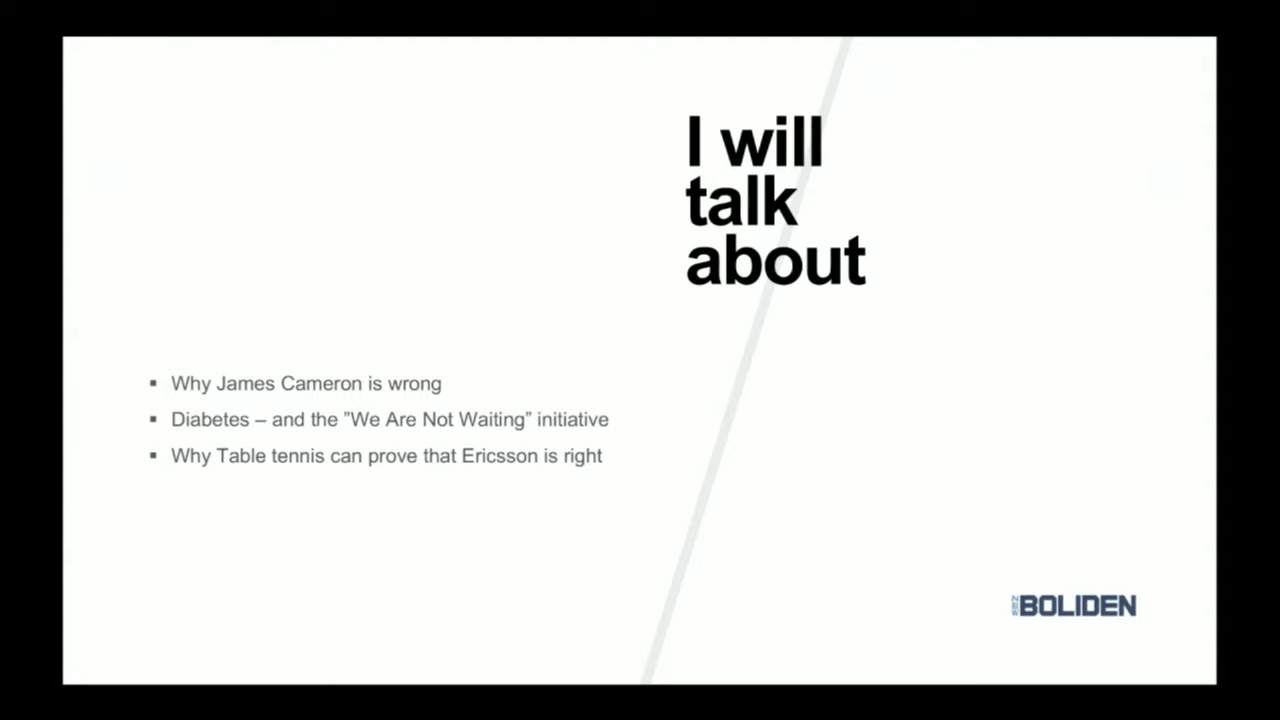 I will
talk
about
▪ Why James Cameron is wrong
▪ Diabetes – and the ”We Are Not Waiting” initiative
▪ Why Table tennis can prove that Ericsson is right
BOLIDEN